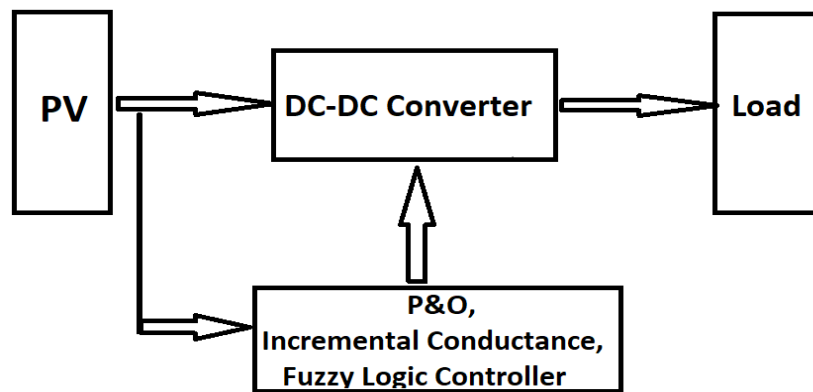 PV
DC-DC Converter
Load
P&O,
Incremental Conductance,
Fuzzy Logic Controller